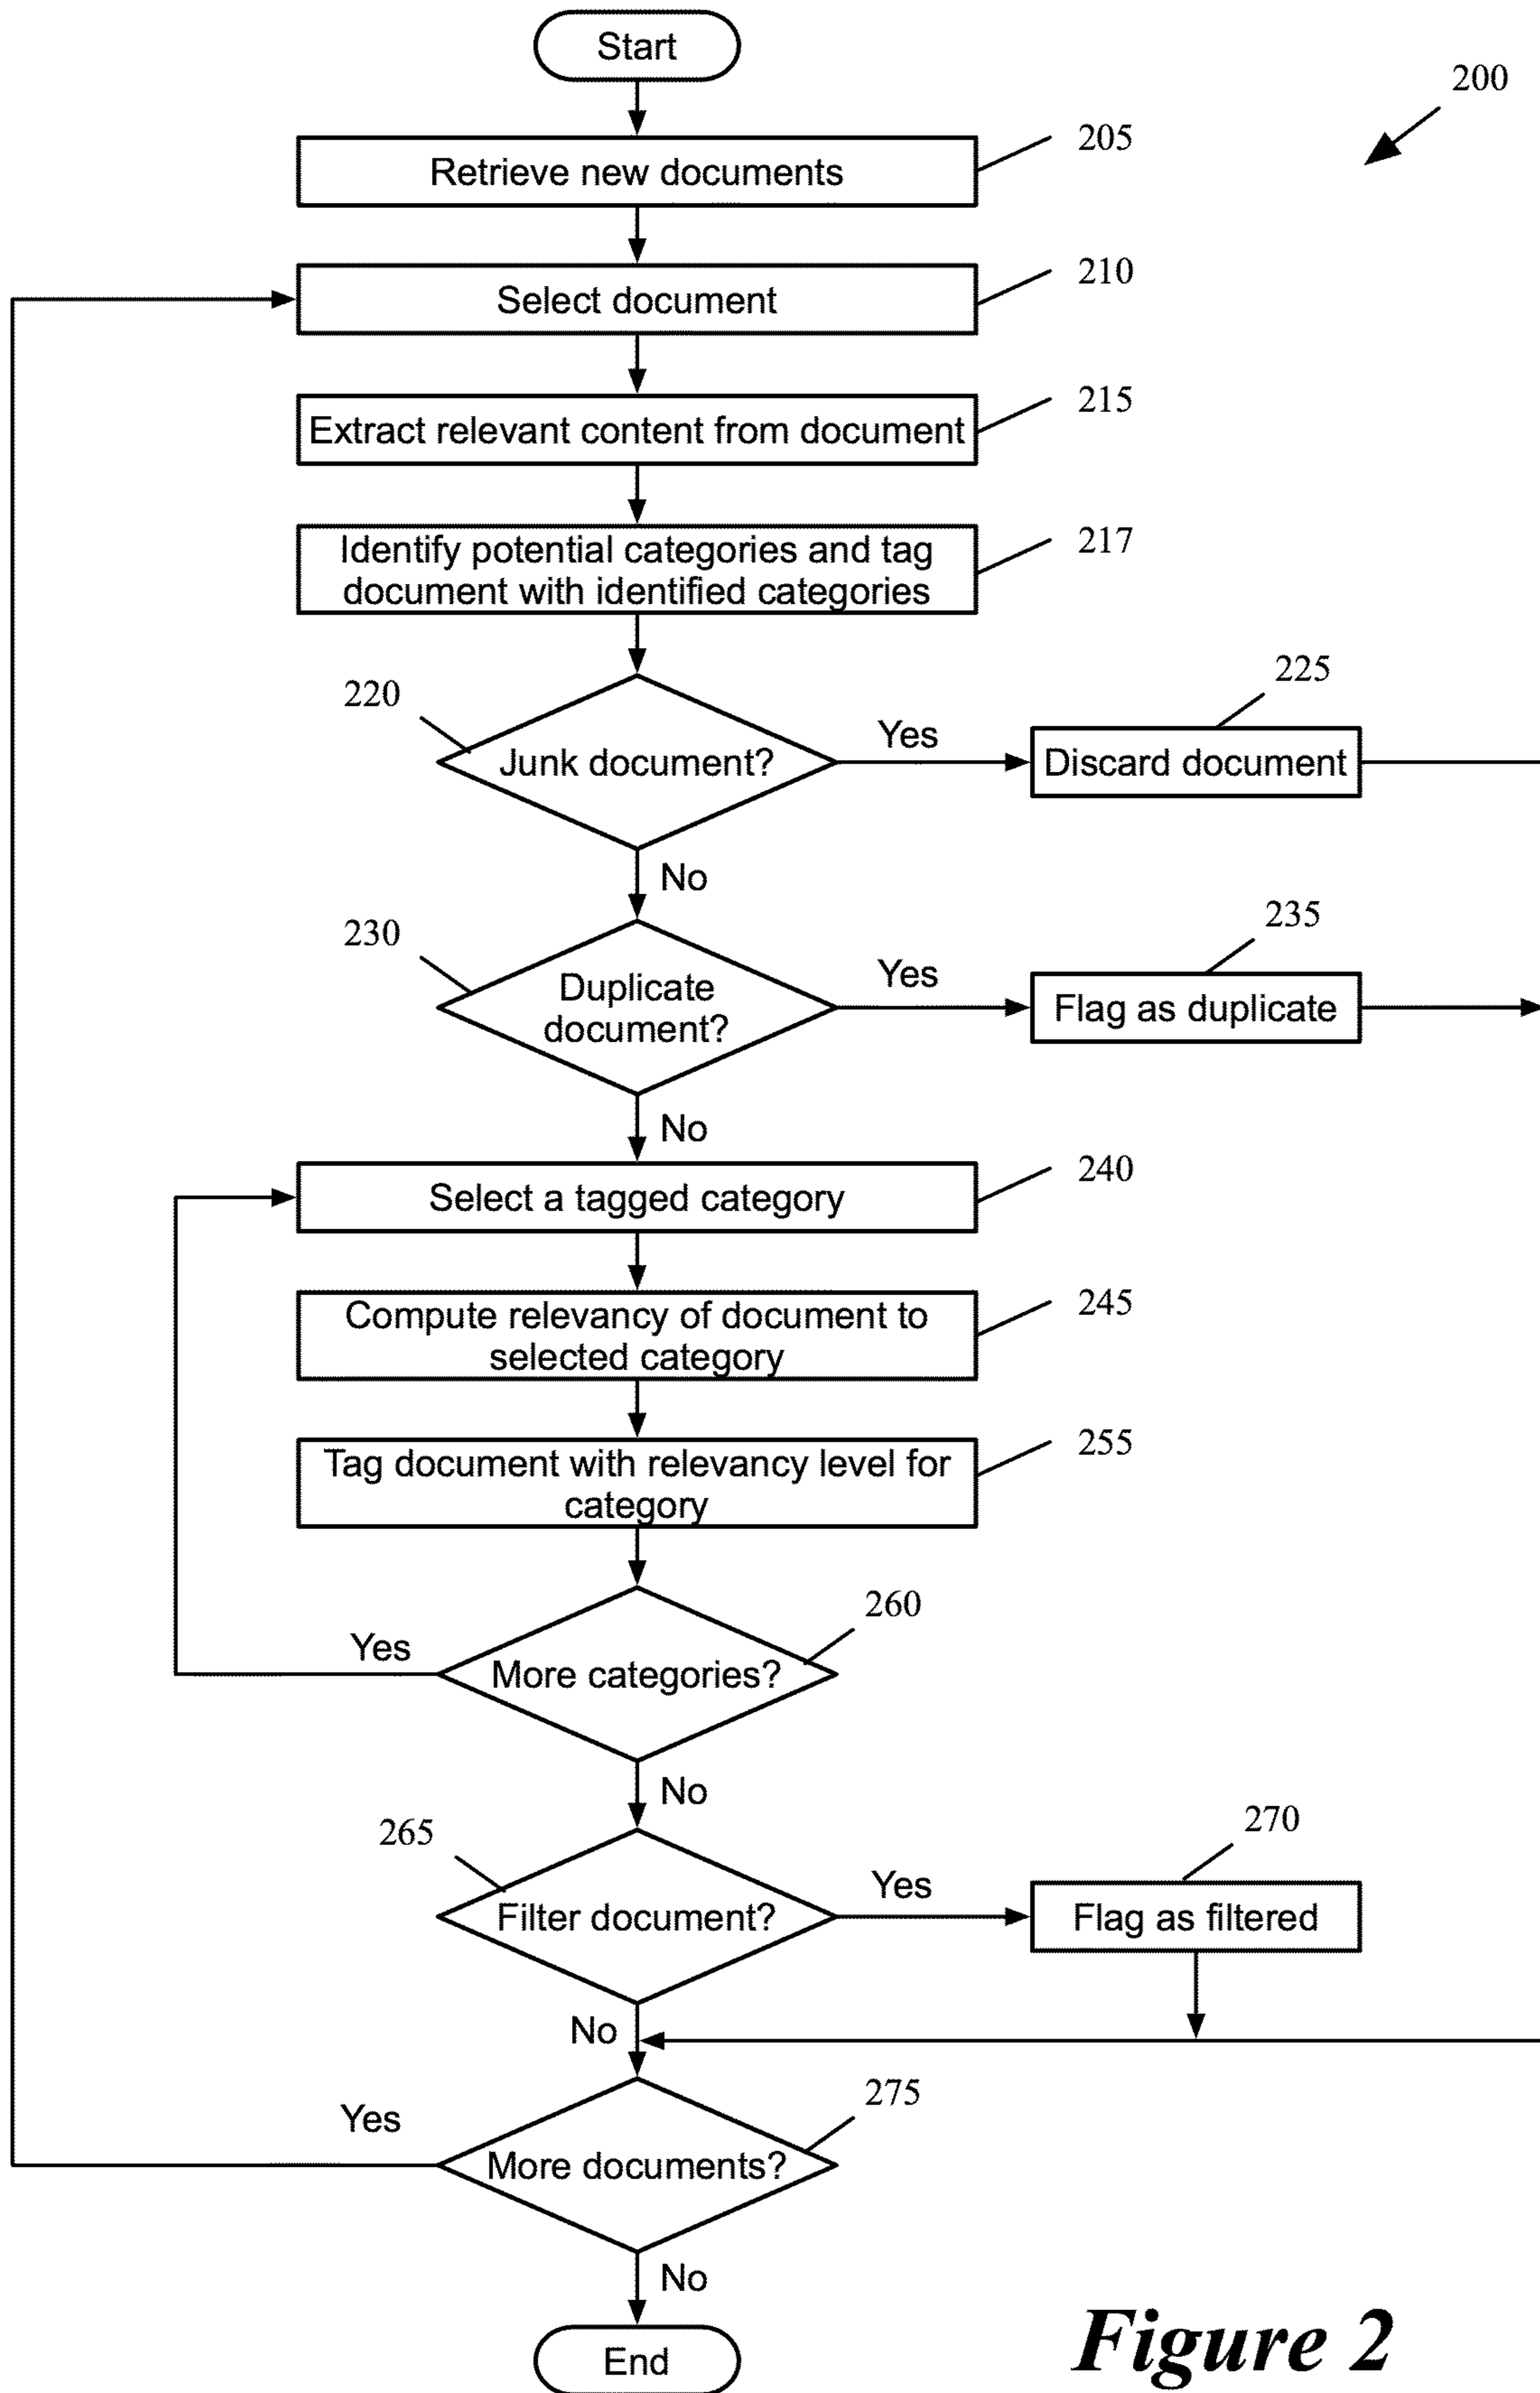 Start
200
Retrieve new documents
205
Select document
210
Extract relevant content from document
215
Identify potential categories and tag
document with identified categories
217
220
Junk document?
Yes
225
Discard document
No
230
Duplicate
document?
Yes
235
Flag as duplicate
No
Select a tagged category
240
Compute relevancy of document to
selected category
245
Tag document with relevancy level for
category
255
260
Yes
More categories?
No
265
Filter document?
Yes
270
Flag as filtered
No
275
Yes
More documents?
No
End
Figure 2